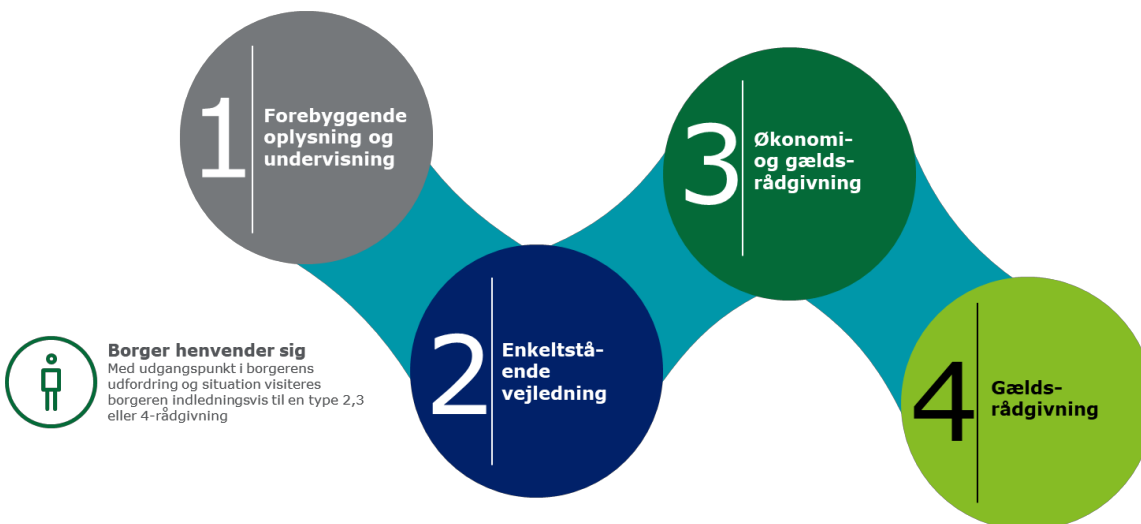 1
Forebyggende
oplysning og
undervisning
2
Enkeltstå-
ende
vejledning
3
Økonomi-
og gælds-
rådgivning
4
Gælds-
rådgivning
Borger henvender sig
Med udgangspunkt i borgerens
udfordring og situation visiteres
borgeren indledningsvis til en type 2,3
eller 4-rådgivning